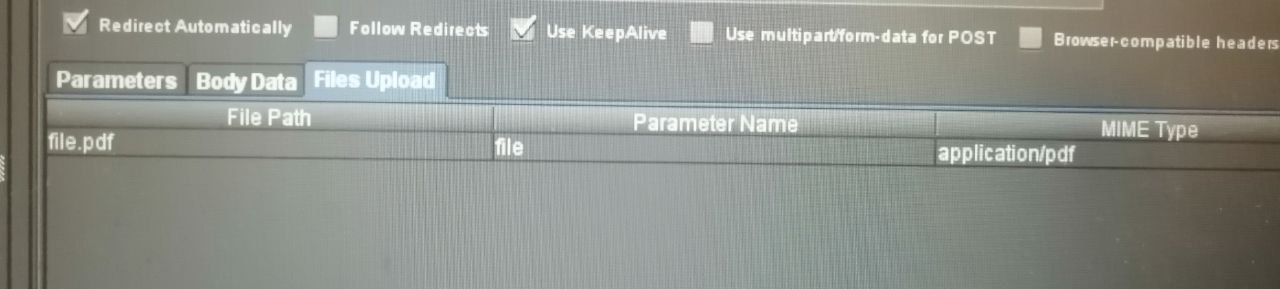 Redirect Automatically Follow Redirects Use KeepAlive Use multipart/form-data for POST Browser-compatible headers
Parameters Body Data Files Upload
File Path Parameter Name MIME Type
file.pdf file application/pdf